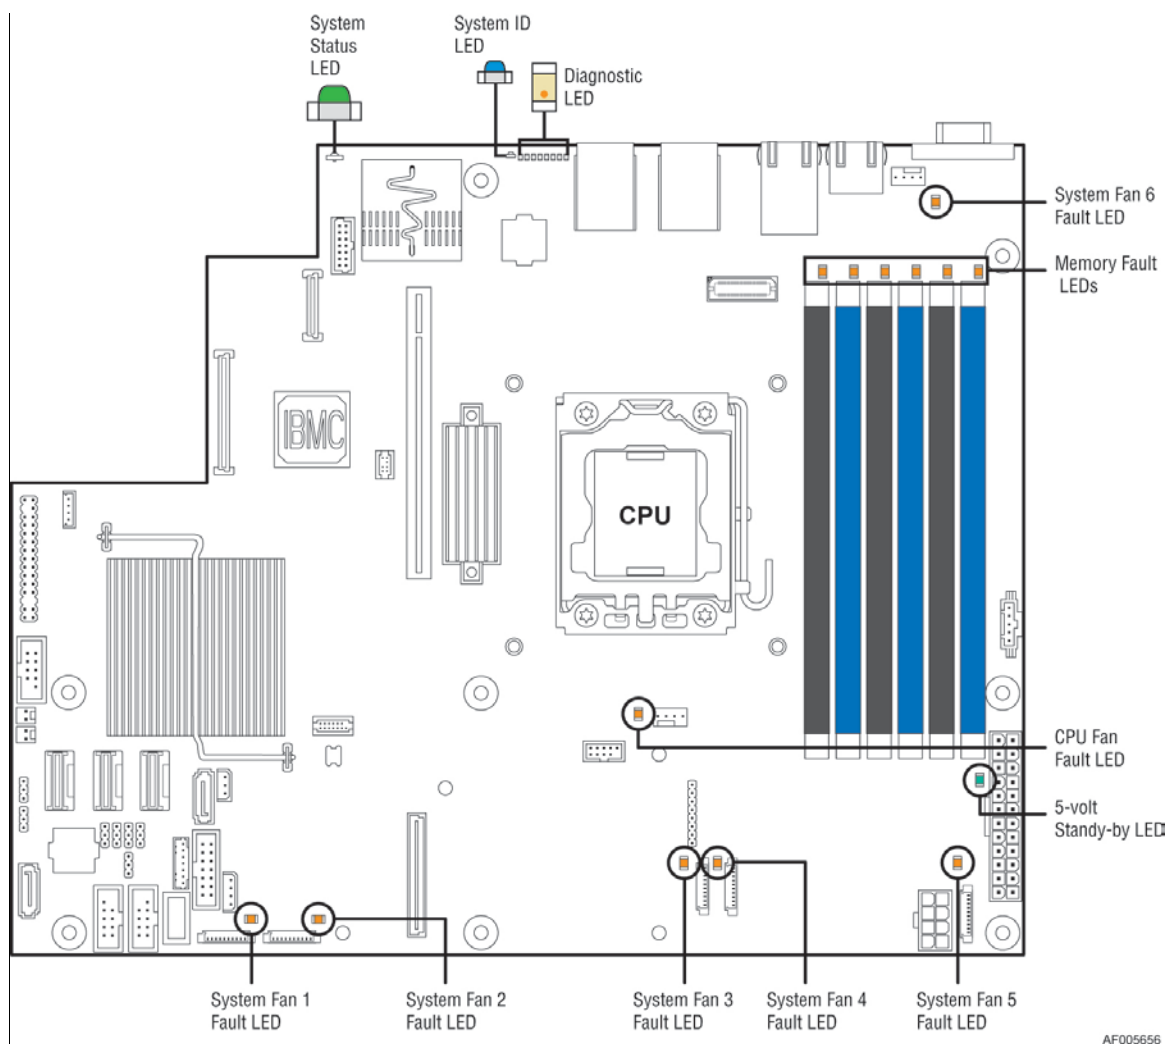 System
Status
LED
System ID
LED
Diagnostic
LED
System Fan 6
Fault LED
Memory Fault
LEDs
IBMC
CPU
CPU Fan
Fault LED
5-volt
Standy-by LED
System Fan 1
Fault LED
System Fan 2
Fault LED
System Fan 3
Fault LED
System Fan 4
Fault LED
System Fan 5
Fault LED
AF005656